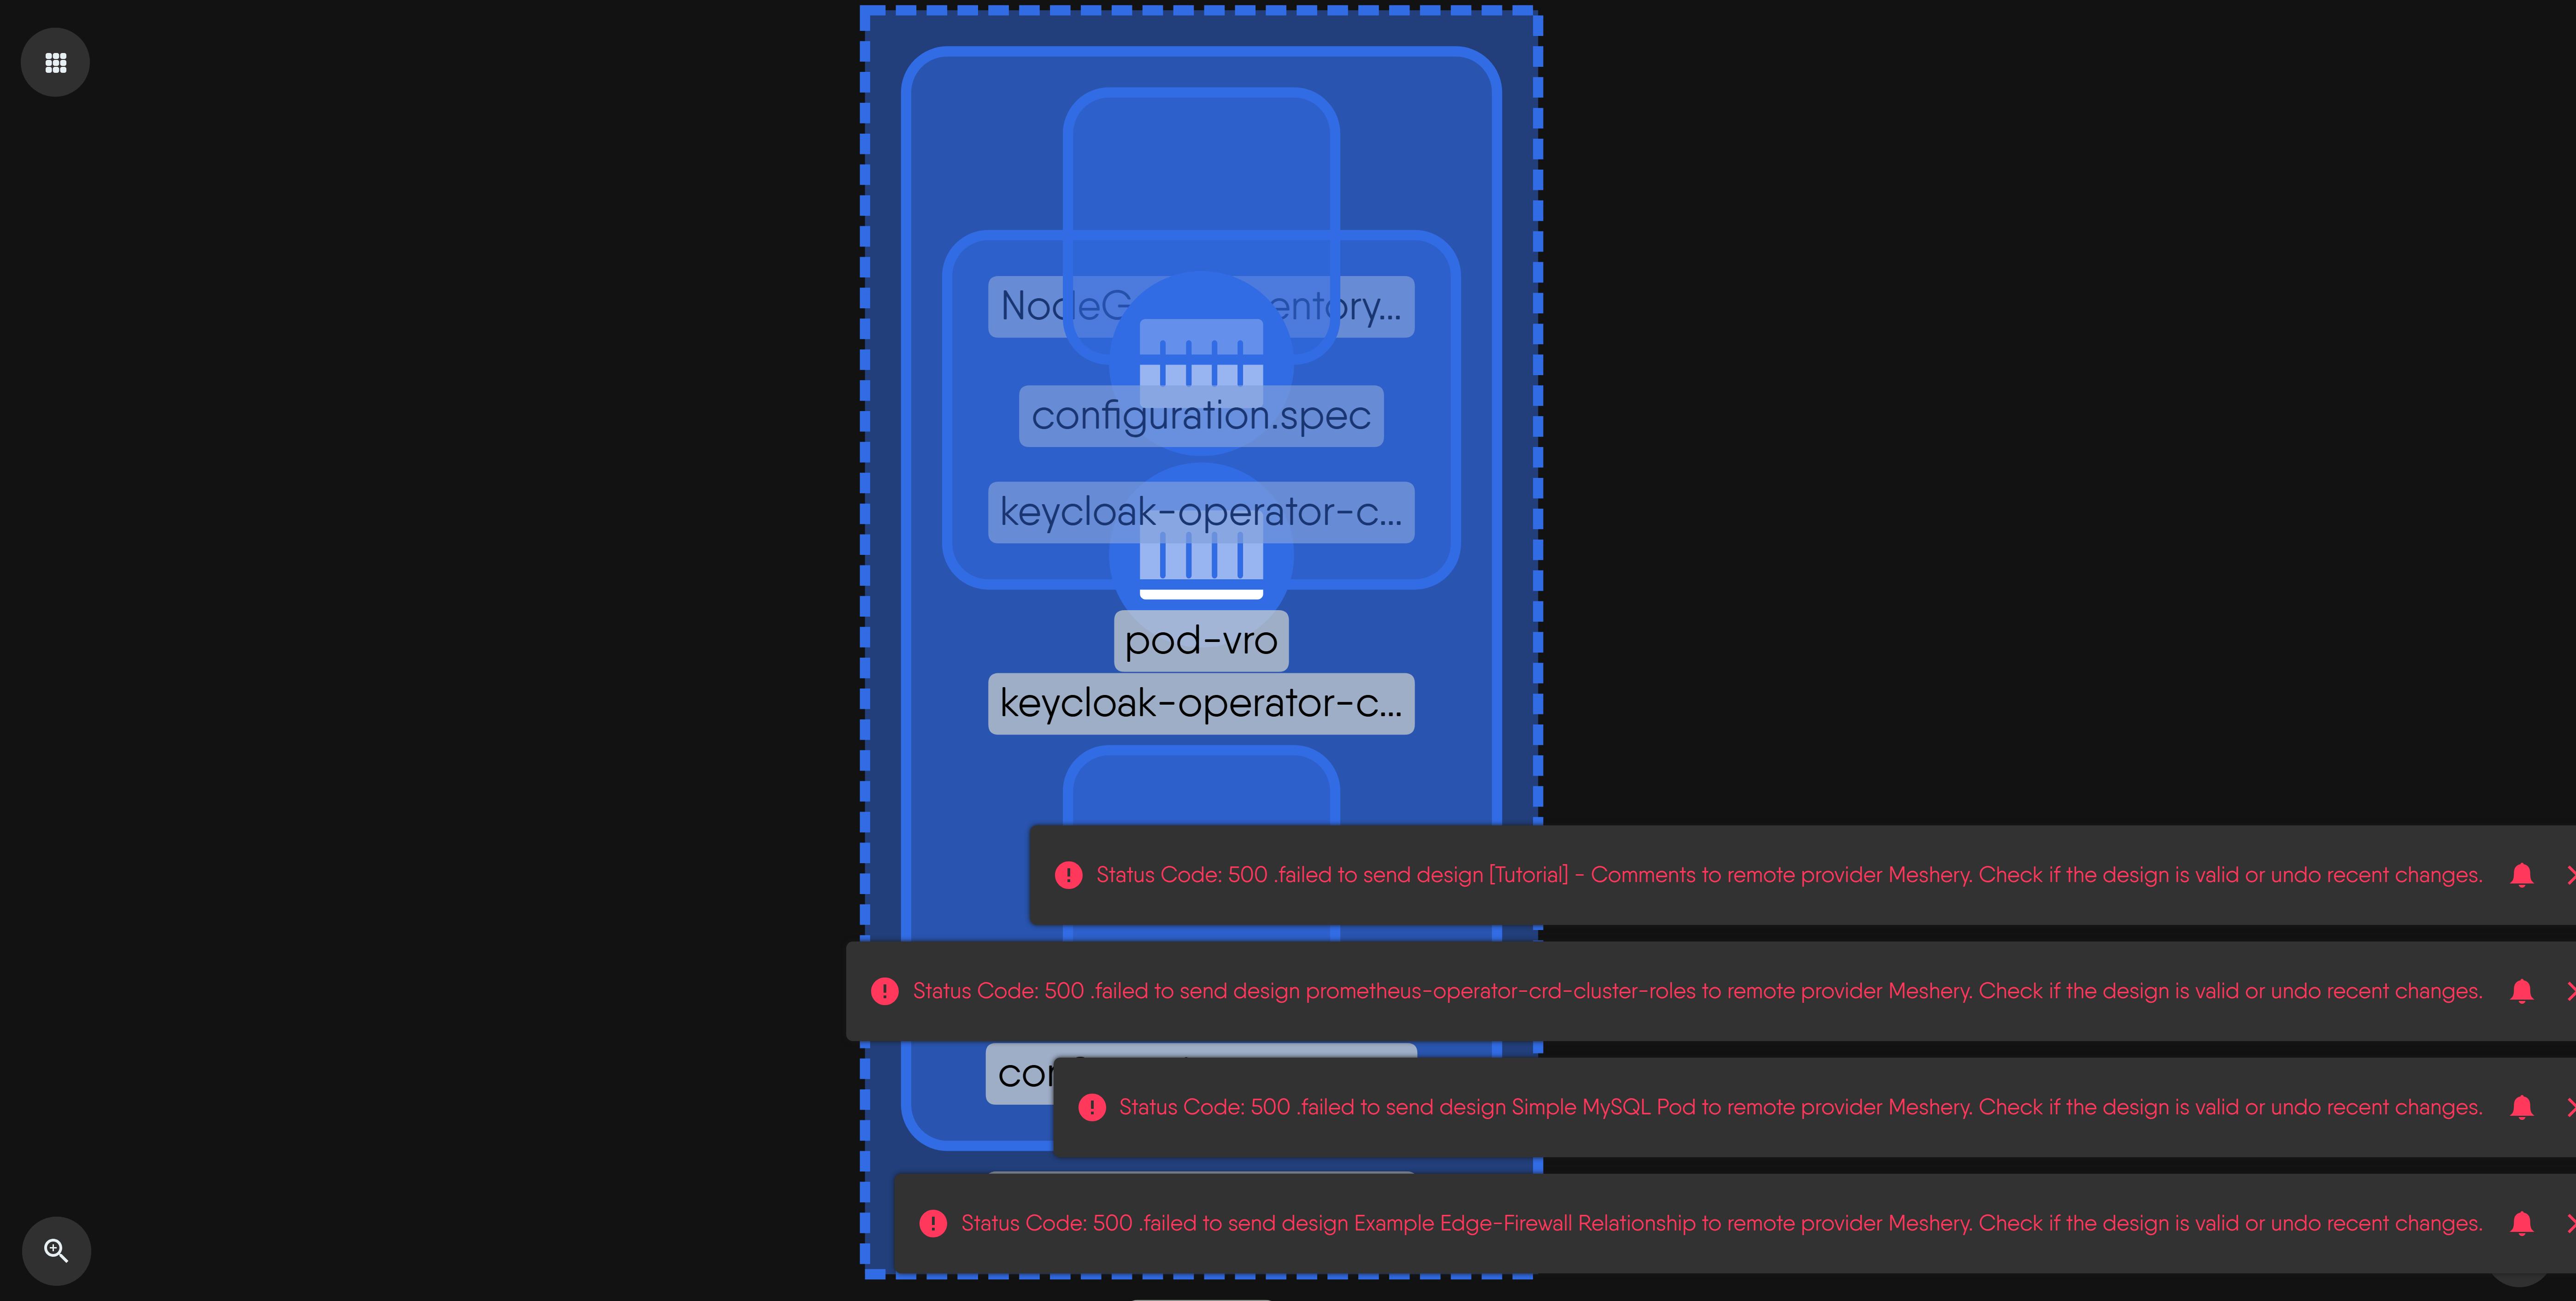 NodeG entory...
configuration.spec
keycloak-operator-c...
pod-vro
keycloak-operator-c...
Status Code: 500 .failed to send design [Tutorial] - Comments to remote provider Meshery. Check if the design is valid or undo recent changes.
Status Code: 500 .failed to send design prometheus-operator-crd-cluster-roles to remote provider Meshery. Check if the design is valid or undo recent changes.
Status Code: 500 .failed to send design Simple MySQL Pod to remote provider Meshery. Check if the design is valid or undo recent changes.
Status Code: 500 .failed to send design Example Edge-Firewall Relationship to remote provider Meshery. Check if the design is valid or undo recent changes.